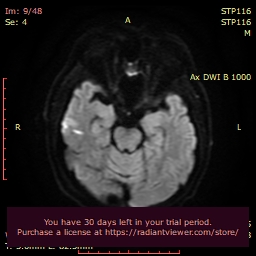 Im: 9/48
Se: 4
A
STP116
STP116
M
Ax DWI B 1000
R
L
You have 30 days left in your trial period.
Purchase a license at https://radiantviewer.com/store/